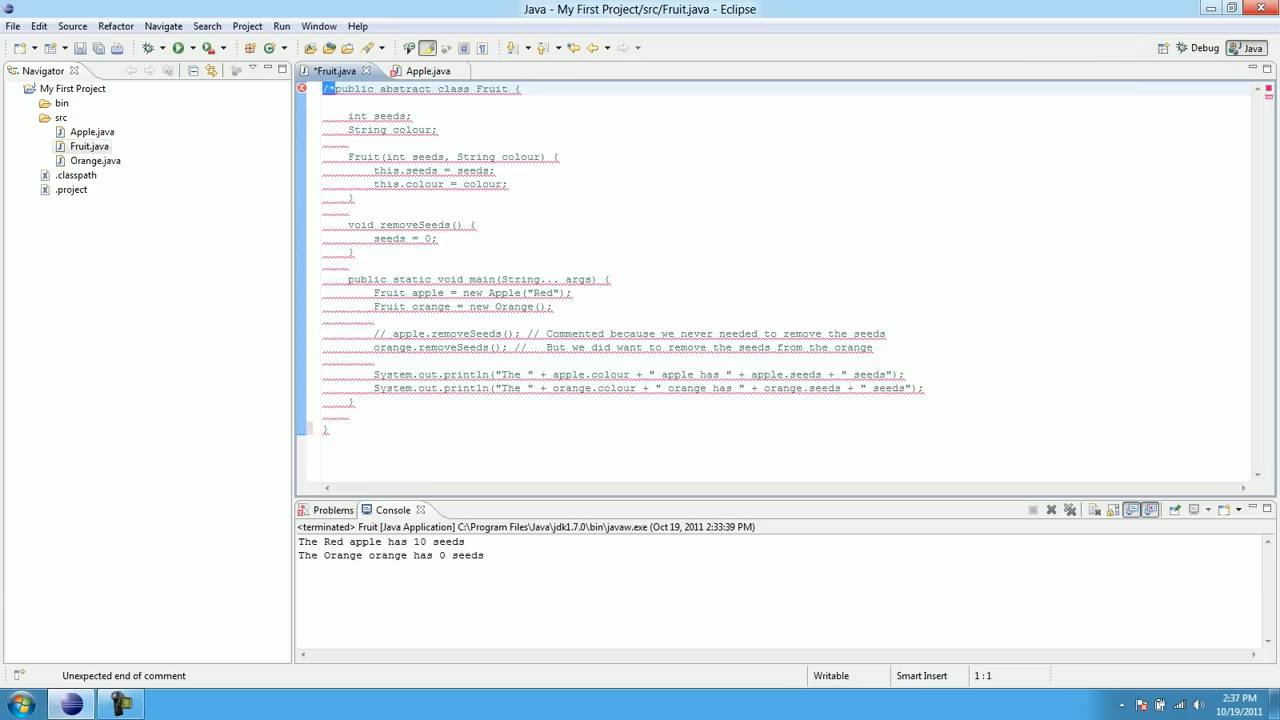 Java - My First Project/src/Fruit.java - Eclipse
File Edit Source Refactor Navigate Search Project Run Window Help
Debug Java
Navigator
*Fruit.java Apple.java
My First Project
bin
src
Apple.java
Fruit.java
Orange.java
.classpath
.project
/*public abstract class Fruit {
int seeds;
String colour;
Fruit(int seeds, String colour) {
this.seeds = seeds;
this.colour = colour;
}
void removeSeeds() {
seeds = 0;
}
public static void main(String... args) {
Fruit apple = new Apple("Red");
Fruit orange = new Orange();
// apple.removeSeeds(); // Commented because we never needed to remove the seeds
orange.removeSeeds(); // But we did want to remove the seeds from the orange
System.out.println("The " + apple.colour + " apple has " + apple.seeds + " seeds");
System.out.println("The " + orange.colour + " orange has " + orange.seeds + " seeds");
}
}
Problems Console
<terminated> Fruit [Java Application] C:\Program Files\Java\jdk1.7.0\bin\javaw.exe (Oct 19, 2011 2:33:39 PM)
The Red apple has 10 seeds
The Orange orange has 0 seeds
Unexpected end of comment Writable Smart Insert 1 : 1
2:37 PM
10/19/2011